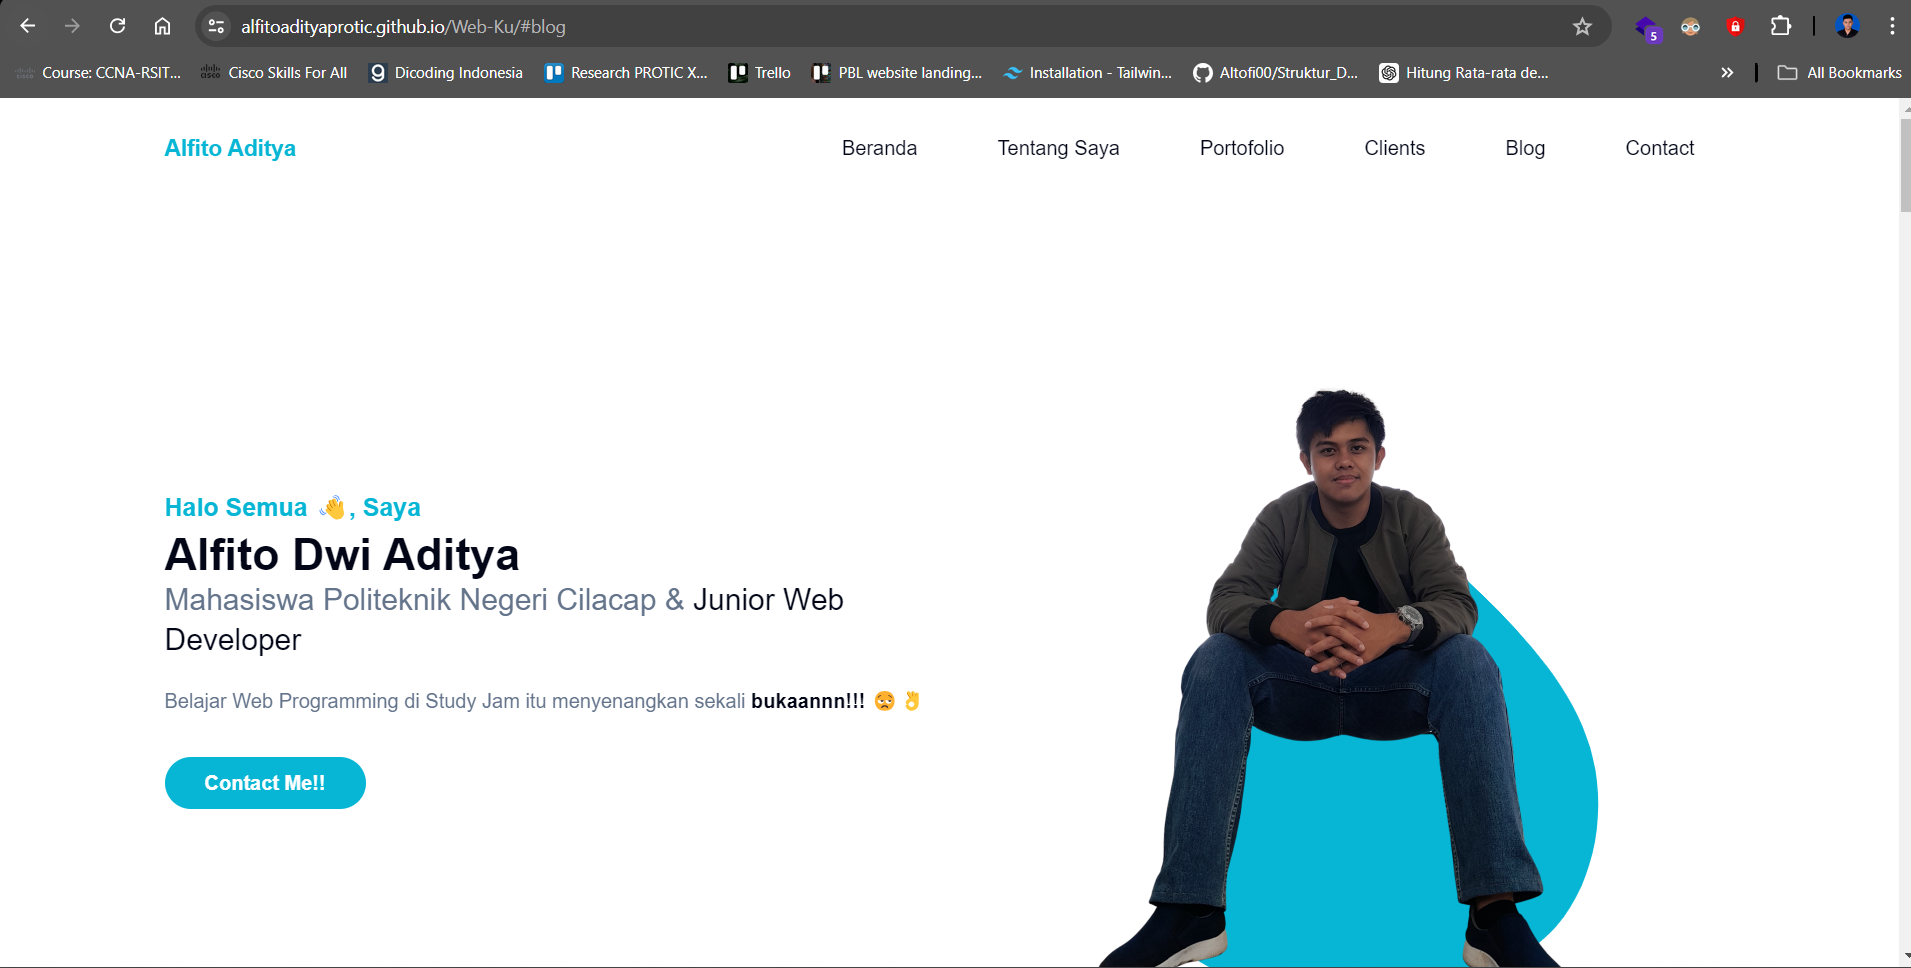 alfitoadityaprotic.github.io/Web-Ku/#blog
5
Course: CCNA-RSIT... Cisco Skills For All Dicoding Indonesia Research PROTIC X... Trello PBL website landing... Installation - Tailwin... Altofi00/Struktur_D... Hitung Rata-rata de... All Bookmarks
Alfito Aditya Beranda Tentang Saya Portofolio Clients Blog Contact
Halo Semua 👋, Saya
Alfito Dwi Aditya
Mahasiswa Politeknik Negeri Cilacap & Junior Web
Developer
Belajar Web Programming di Study Jam itu menyenangkan sekali bukaannn!!! 😩👌
Contact Me!!